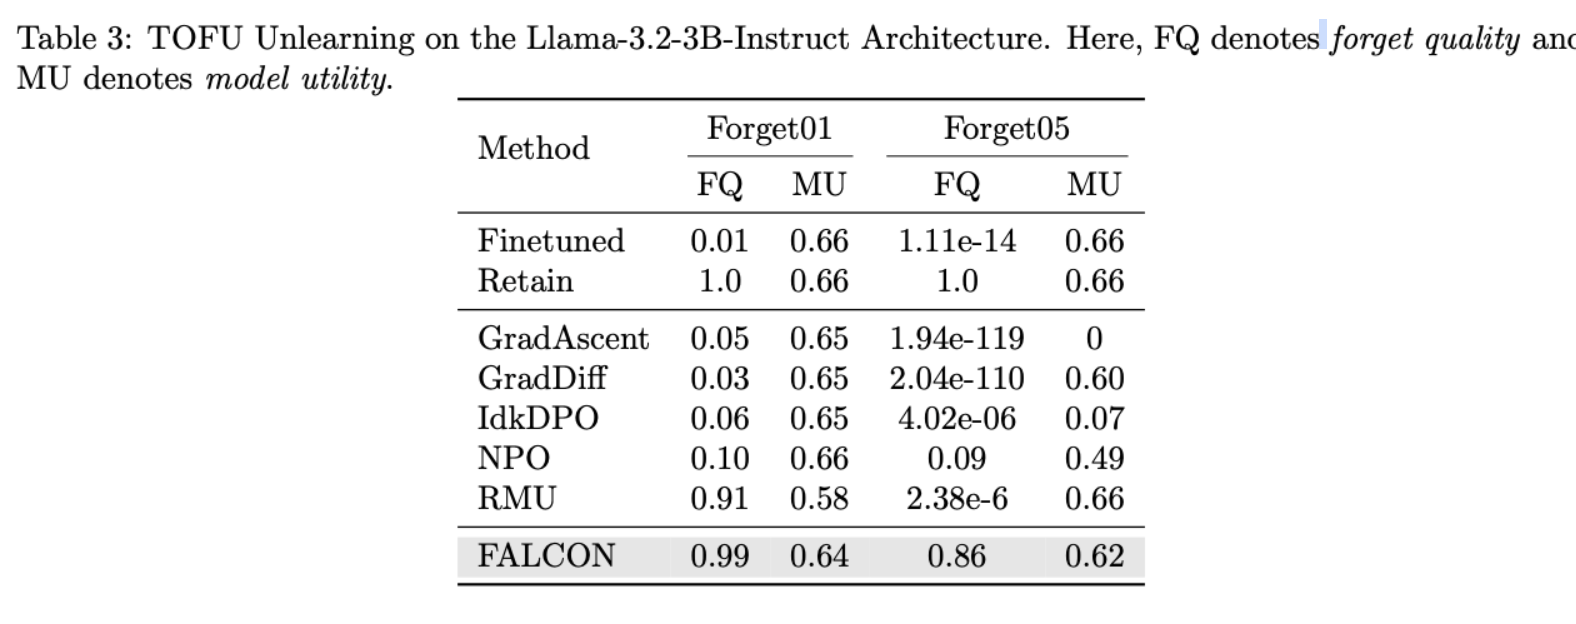 Table 3: TOFU Unlearning on the Llama-3.2-3B-Instruct Architecture. Here, FQ denotes forget quality and
MU denotes model utility.
Method Forget01 Forget05
FQ MU FQ MU
Finetuned 0.01 0.66 1.11e-14 0.66
Retain 1.0 0.66 1.0 0.66
GradAscent 0.05 0.65 1.94e-119 0
GradDiff 0.03 0.65 2.04e-110 0.60
IdkDPO 0.06 0.65 4.02e-06 0.07
NPO 0.10 0.66 0.09 0.49
RMU 0.91 0.58 2.38e-6 0.66
FALCON 0.99 0.64 0.86 0.62